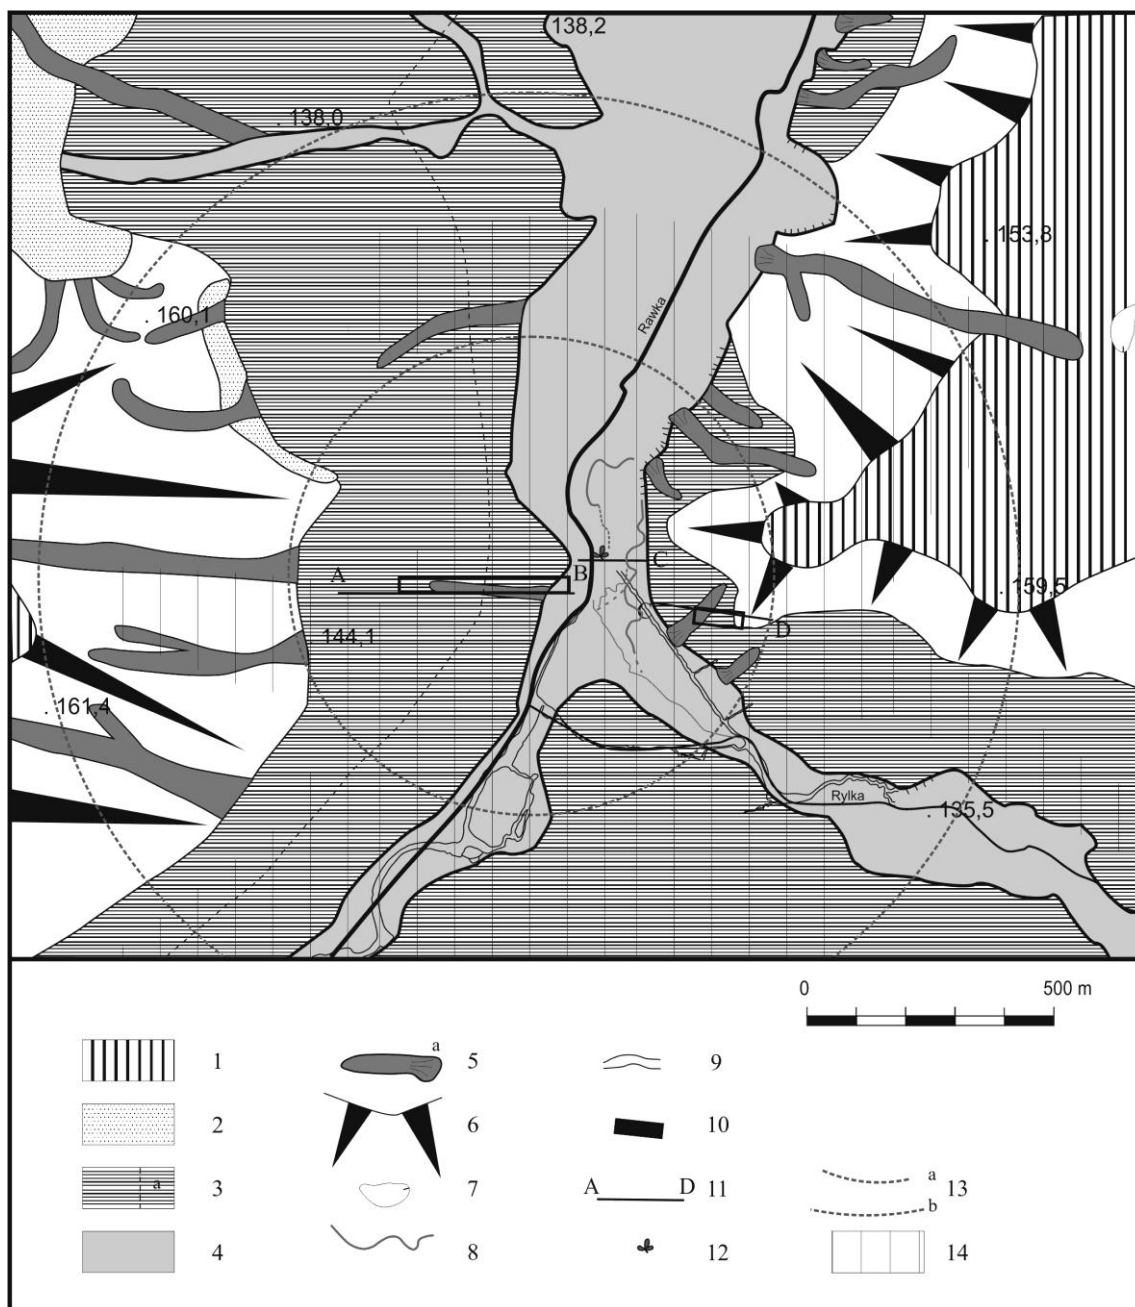 138,2
. 138,0
. 153,8
. 160,1
Rawka
A
B
C
. 159,5
D
. 144,1
. 161,4
Rylka
. 135,5
0 500 m
1
a 5
9
2
6
10
a 3
7
A D 11
a 13
b
4
8
12
14